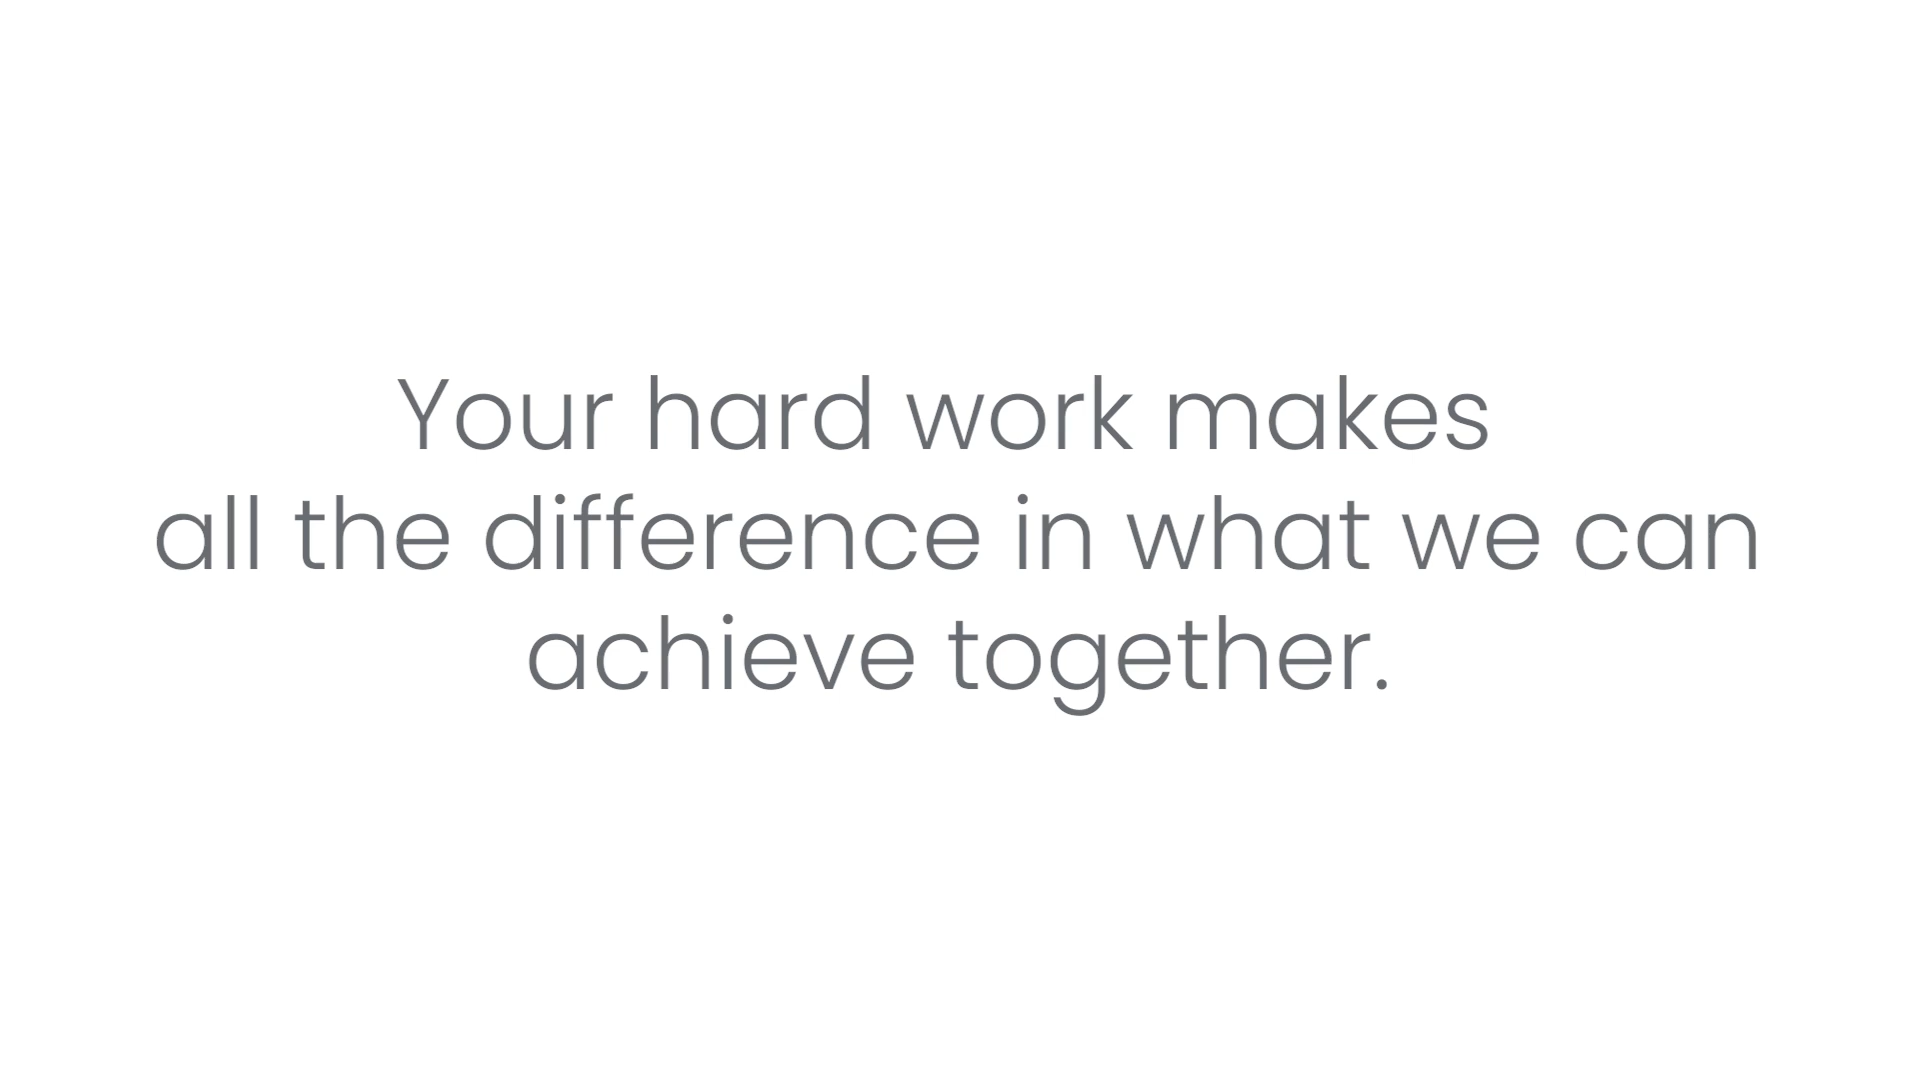 Your hard work makes
all the difference in what we can
achieve together.